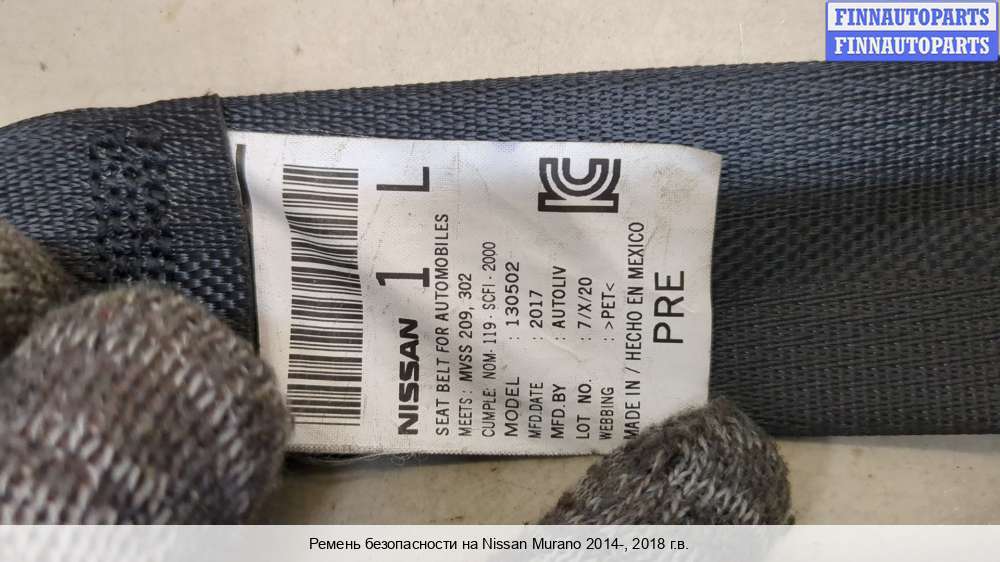 FINNAUTOPARTS
FINNAUTOPARTS
NISSAN 1 L
SEAT BELT FOR AUTOMOBILES
MEETS : MVSS 209, 302
CUMPLE: NOM- 119 - SCFI - 2000
MODEL : 130502
MFD.DATE : 2017
MFD.BY : AUTOLIV
LOT NO. : 7/X/20
WEBBING : >PET<
MADE IN / HECHO EN MEXICO
PRE
Ремень безопасности на Nissan Murano 2014-, 2018 г.в.